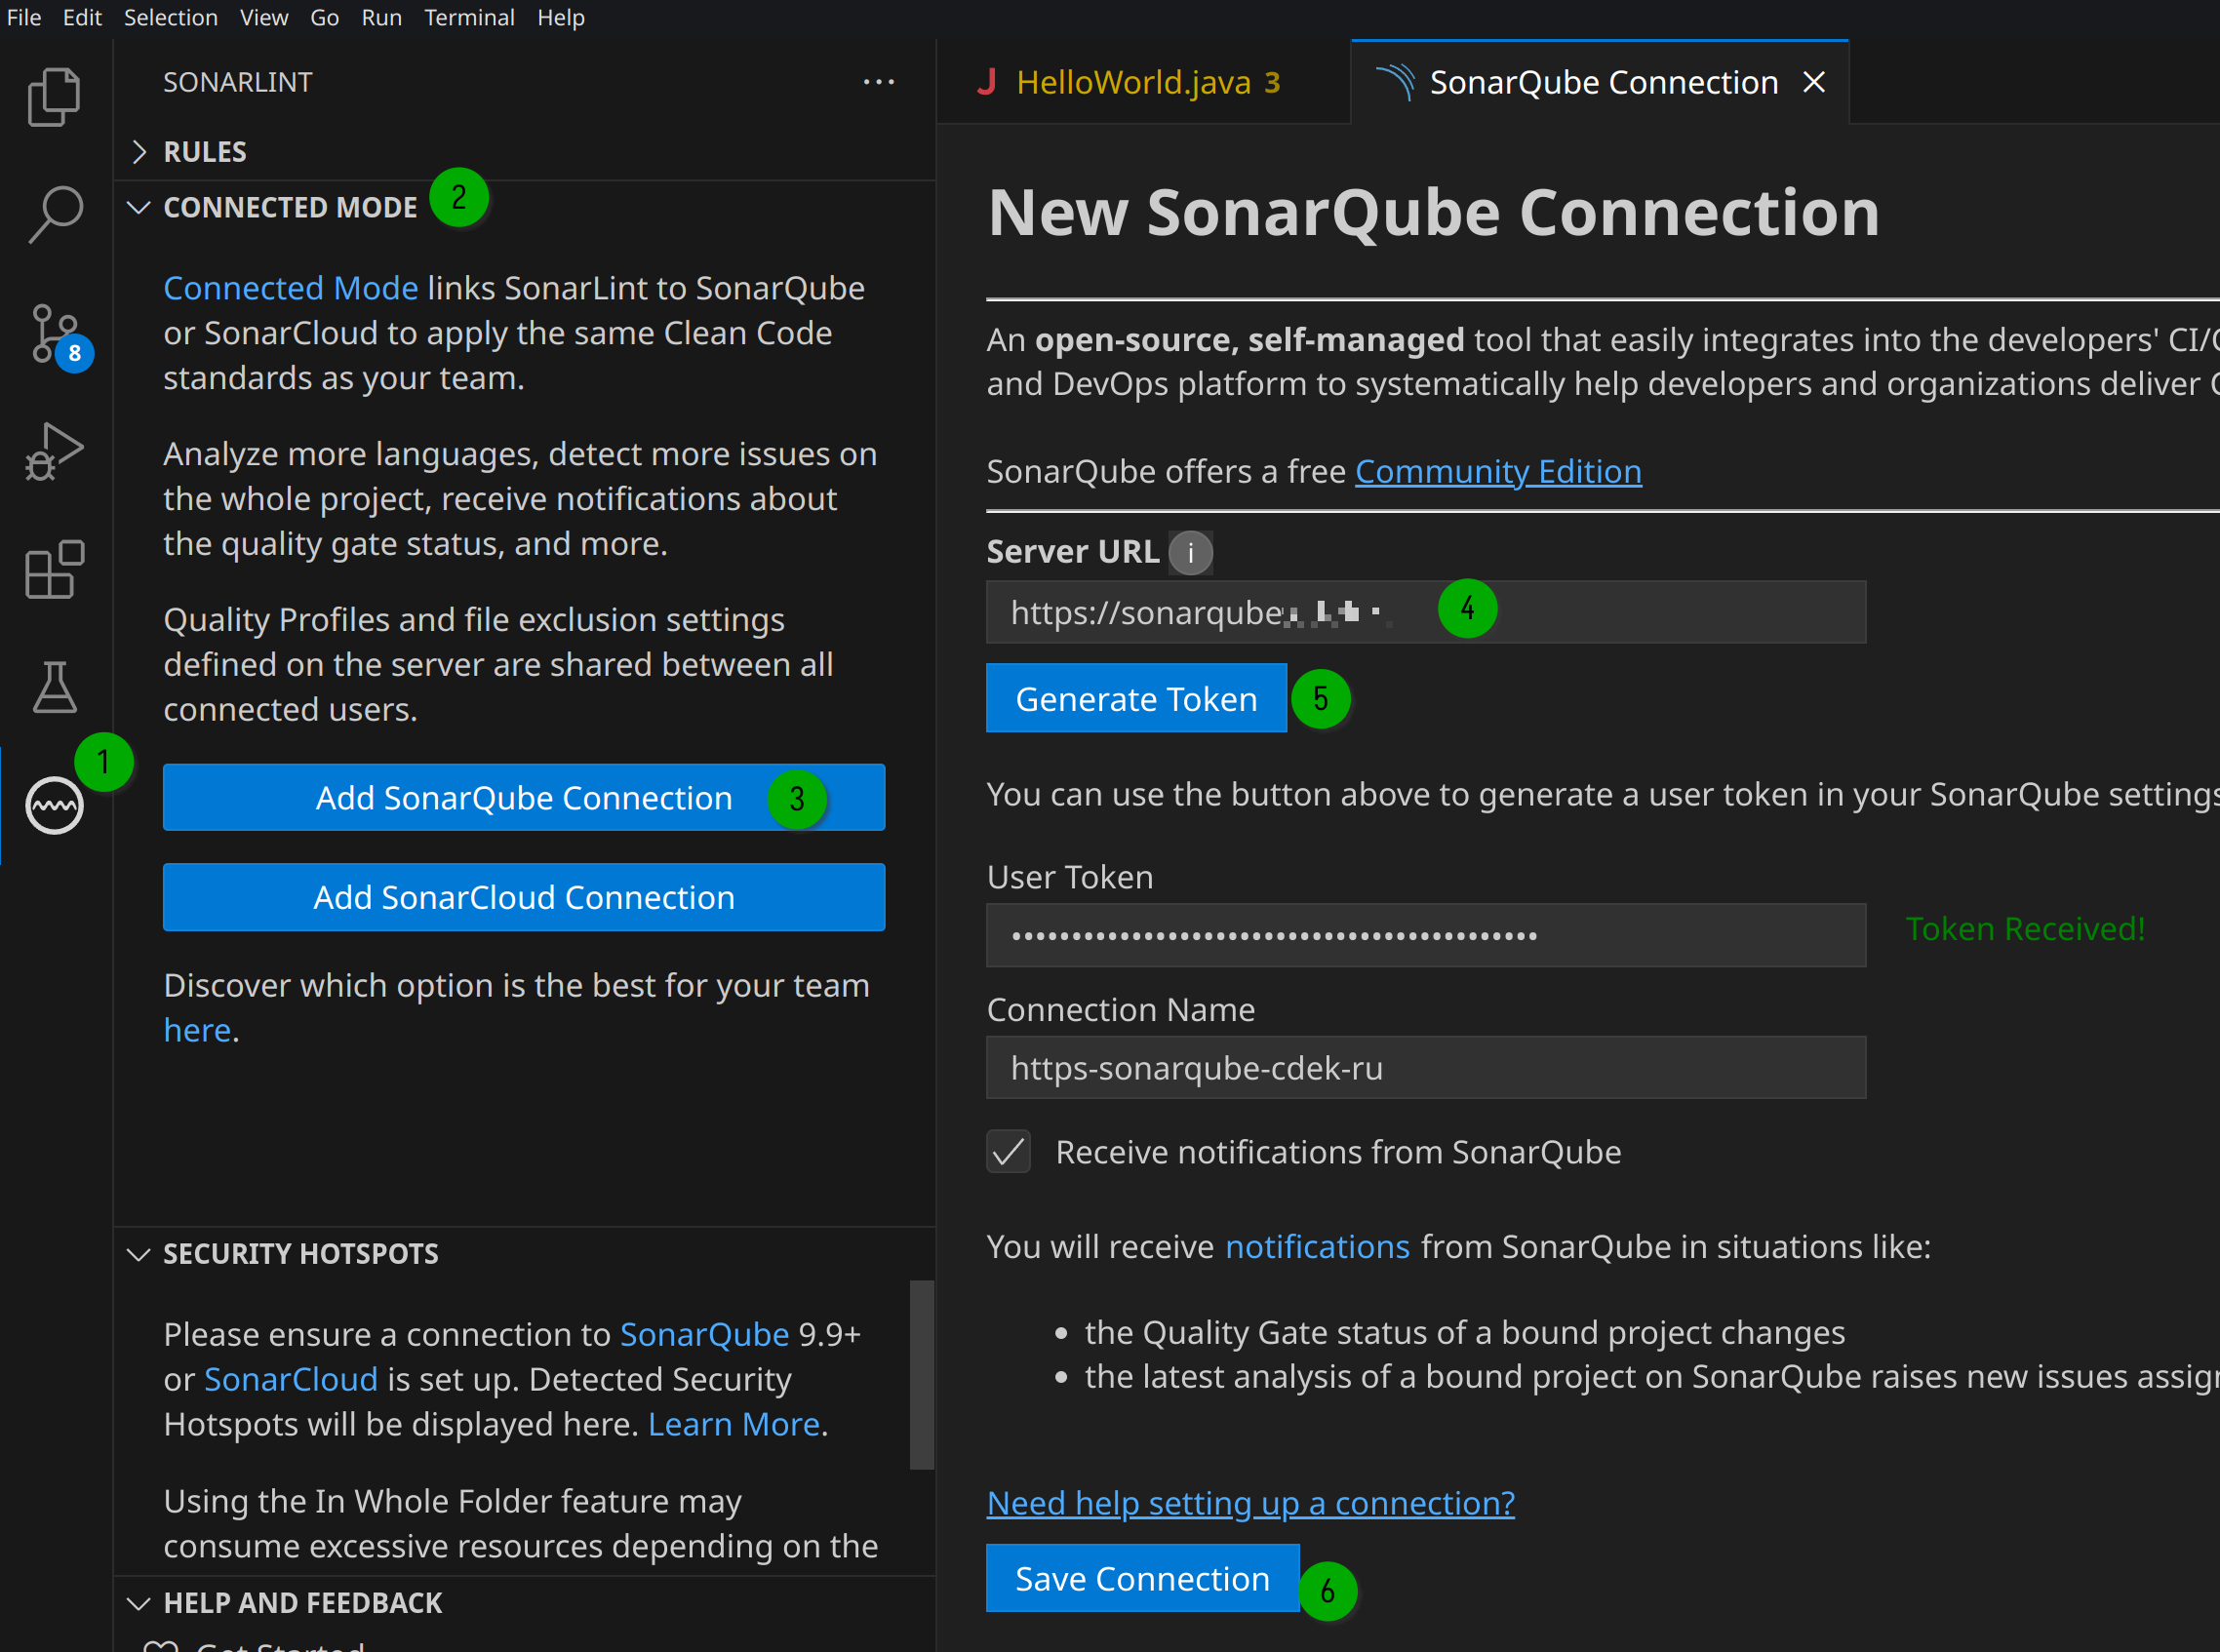 File Edit Selection View Go Run Terminal Help
SONARLINT
RULES
CONNECTED MODE 2
Connected Mode links SonarLint to SonarQube
or SonarCloud to apply the same Clean Code
standards as your team.
Analyze more languages, detect more issues on
the whole project, receive notifications about
the quality gate status, and more.
Quality Profiles and file exclusion settings
defined on the server are shared between all
connected users.
8
1
Add SonarQube Connection 3
Add SonarCloud Connection
Discover which option is the best for your team
here.
SECURITY HOTSPOTS
Please ensure a connection to SonarQube 9.9+
or SonarCloud is set up. Detected Security
Hotspots will be displayed here. Learn More.
Using the In Whole Folder feature may
consume excessive resources depending on the
HELP AND FEEDBACK
Get Started
J HelloWorld.java 3
SonarQube Connection
New SonarQube Connection
An open-source, self-managed tool that easily integrates into the developers' CI/
and DevOps platform to systematically help developers and organizations deliver
SonarQube offers a free Community Edition
Server URL i
https://sonarqube 4
Generate Token 5
You can use the button above to generate a user token in your SonarQube settings
User Token
Token Received!
Connection Name
https-sonarqube-cdek-ru
Receive notifications from SonarQube
You will receive notifications from SonarQube in situations like:
• the Quality Gate status of a bound project changes
• the latest analysis of a bound project on SonarQube raises new issues
Need help setting up a connection?
Save Connection 6